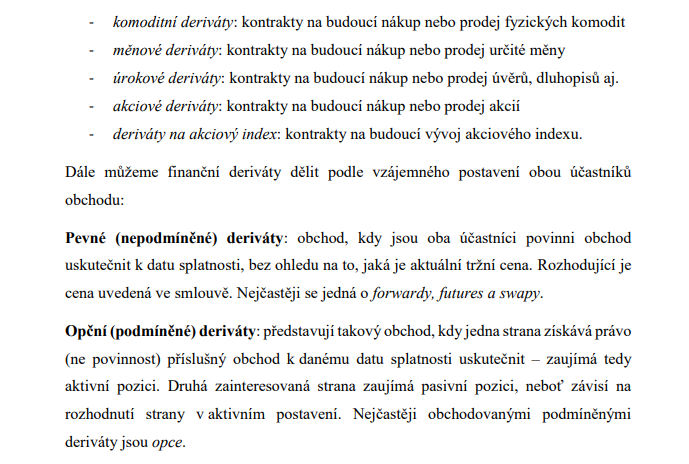 - komoditní deriváty: kontrakty na budoucí nákup nebo prodej fyzických komodit
- měnové deriváty: kontrakty na budoucí nákup nebo prodej určité měny
- úrokové deriváty: kontrakty na budoucí nákup nebo prodej úvěrů, dluhopisů aj.
- akciové deriváty: kontrakty na budoucí nákup nebo prodej akcií
- deriváty na akciový index: kontrakty na budoucí vývoj akciového indexu.
Dále můžeme finanční deriváty dělit podle vzájemného postavení obou účastníků
obchodu:
Pevné (nepodmíněné) deriváty: obchod, kdy jsou oba účastníci povinni obchod
uskutečnit k datu splatnosti, bez ohledu na to, jaká je aktuální tržní cena. Rozhodující je
cena uvedená ve smlouvě. Nejčastěji se jedná o forwardy, futures a swapy.
Opční (podmíněné) deriváty: představují takový obchod, kdy jedna strana získává právo
(ne povinnost) příslušný obchod k danému datu splatnosti uskutečnit – zaujímá tedy
aktivní pozici. Druhá zainteresovaná strana zaujímá pasivní pozici, neboť závisí na
rozhodnutí strany v aktivním postavení. Nejčastěji obchodovanými podmíněnými
deriváty jsou opce.